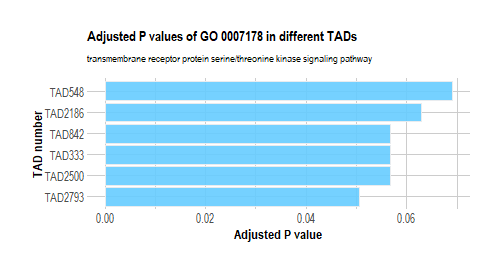 Adjusted P values of GO 0007178 in different TADs
transmembrane receptor protein serine/threonine kinase signaling pathway
TAD number
TAD548
TAD2186
TAD842
TAD333
TAD2500
TAD2793
0.00 0.02 0.04 0.06
Adjusted P value